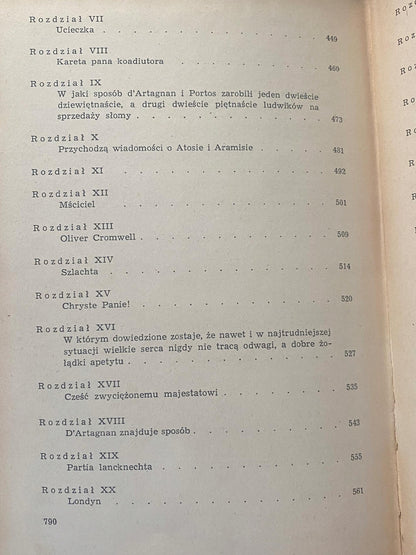 Rozdział VII
Ucieczka . . . . . . . . . . 449
Rozdział VIII
Kareta pana koadiutora . . . . . . . 460
Rozdział IX
W jaki sposób d'Artagnan i Portos zarobili jeden dwieście
dziewiętnaście, a drugi dwieście piętnaście ludwików na
sprzedaży słomy . . . . . . . . . 473
Rozdział X
Przychodzą wiadomości o Atosie i Aramisie . . . . 481
Rozdział XI . . . . . . . . . 492
Rozdział XII
Mściciel . . . . . . . . . . 501
Rozdział XIII
Oliver Cromwell . . . . . . . . . 509
Rozdział XIV
Szlachta . . . . . . . . . . 514
Rozdział XV
Chryste Panie! . . . . . . . . . 520
Rozdział XVI
W którym dowiedzione zostaje, że nawet i w najtrudniejszej
sytuacji wielkie serca nigdy nie tracą odwagi, a dobre żo-
łądki apetytu . . . . . . . . . 527
Rozdział XVII
Cześć zwyciężonemu majestatowi . . . . . 535
Rozdział XVIII
D'Artagnan znajduje sposób . . . . . . . 543
Rozdział XIX
Partia lancknechta . . . . . . . . 555
Rozdział XX
Londyn . . . . . . . . . . 561
790